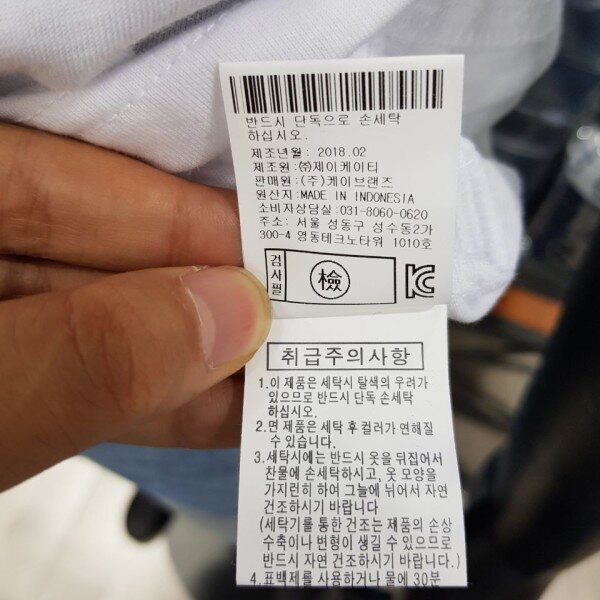 반드시 단독으로 손세탁
하십시오.
제조년월: 2018.02
제조원:㈜제이케이티
판매원:(주)케이브랜즈
원산지:MADE IN INDONESIA
소비자상담실:031-8060-0620
주소: 서울 성동구 성수동2가
300-4 영동테크노타워 1010호
검사필
檢
취급주의사항
1.이 제품은 세탁시 탈색의 우려가
있으므로 반드시 단독 손세탁
하십시오.
2.면 제품은 세탁 후 컬러가 연해질
수 있습니다.
3.세탁시에는 반드시 옷을 뒤집어서
찬물에 손세탁하시고, 옷 모양을
가지런히 하여 그늘에 뉘어서 자연
건조하시기 바랍니다
(세탁기를 통한 건조는 제품의 손상
수축이나 변형이 생길 수 있으므로
반드시 자연 건조하시기 바랍니다.)
4.표백제를 사용하거나 물에 30분